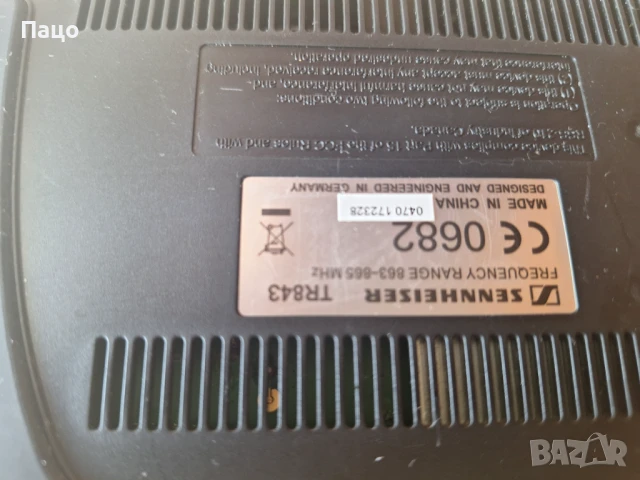 Пацо
SENNHEISER TR843
FREQUENCY RANGE 863-865 MHz
CE 0682
0470 172328
MADE IN CHINA
DESIGNED AND ENGINEERED IN GERMANY
This device complies with Part 15 of the FCC Rules and with
RSS-210 of Industry Canada.
Operation is subject to the following two conditions:
this device may not cause harmful interference, and
this device must accept any interference received, including
interference that may cause undesired operation.
BAZAR